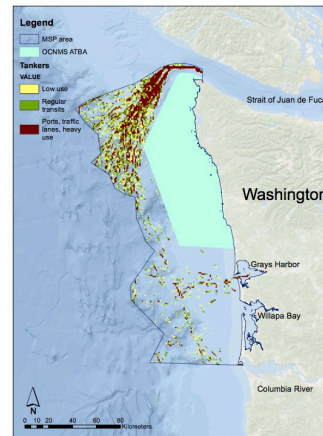 Legend
MSP area
OCNMS ATBA
Tankers
VALUE
Low use
Regular
transits
Ports, traffic
lanes, heavy
use
Strait of Juan de Fuca
Washington
Grays Harbor
Willapa Bay
Columbia River
N
0 10 20 40 60 80
Kilometers